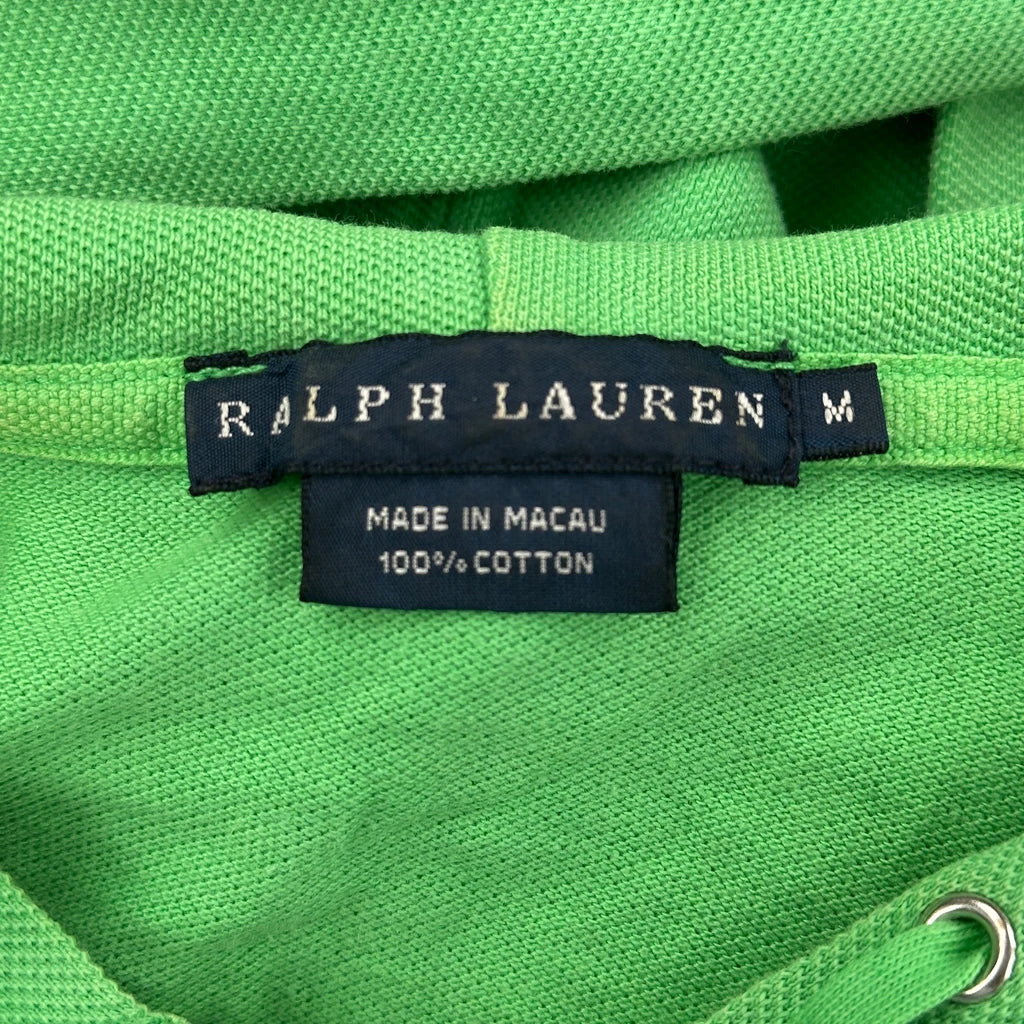 RALPH LAUREN
M
MADE IN MACAU
100% COTTON